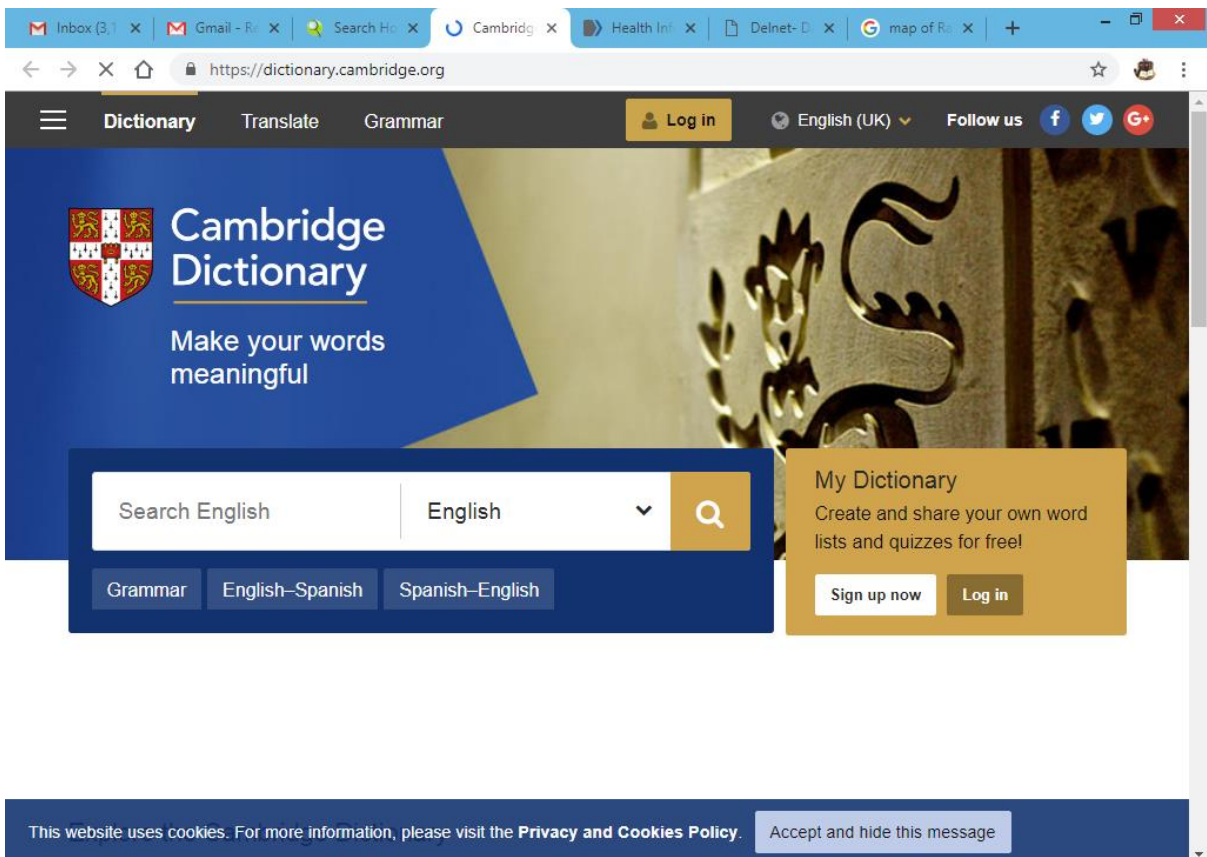 Inbox (3,1
Gmail - Re
Search Ho
Cambridg
Health Inf
Delnet- D
map of Ra
https://dictionary.cambridge.org
Dictionary Translate Grammar Log in English (UK) Follow us
Cambridge
Dictionary
Make your words
meaningful
Search English English
Grammar English–Spanish Spanish–English
My Dictionary
Create and share your own word
lists and quizzes for free!
Sign up now Log in
This website uses cookies. For more information, please visit the Privacy and Cookies Policy. Accept and hide this message